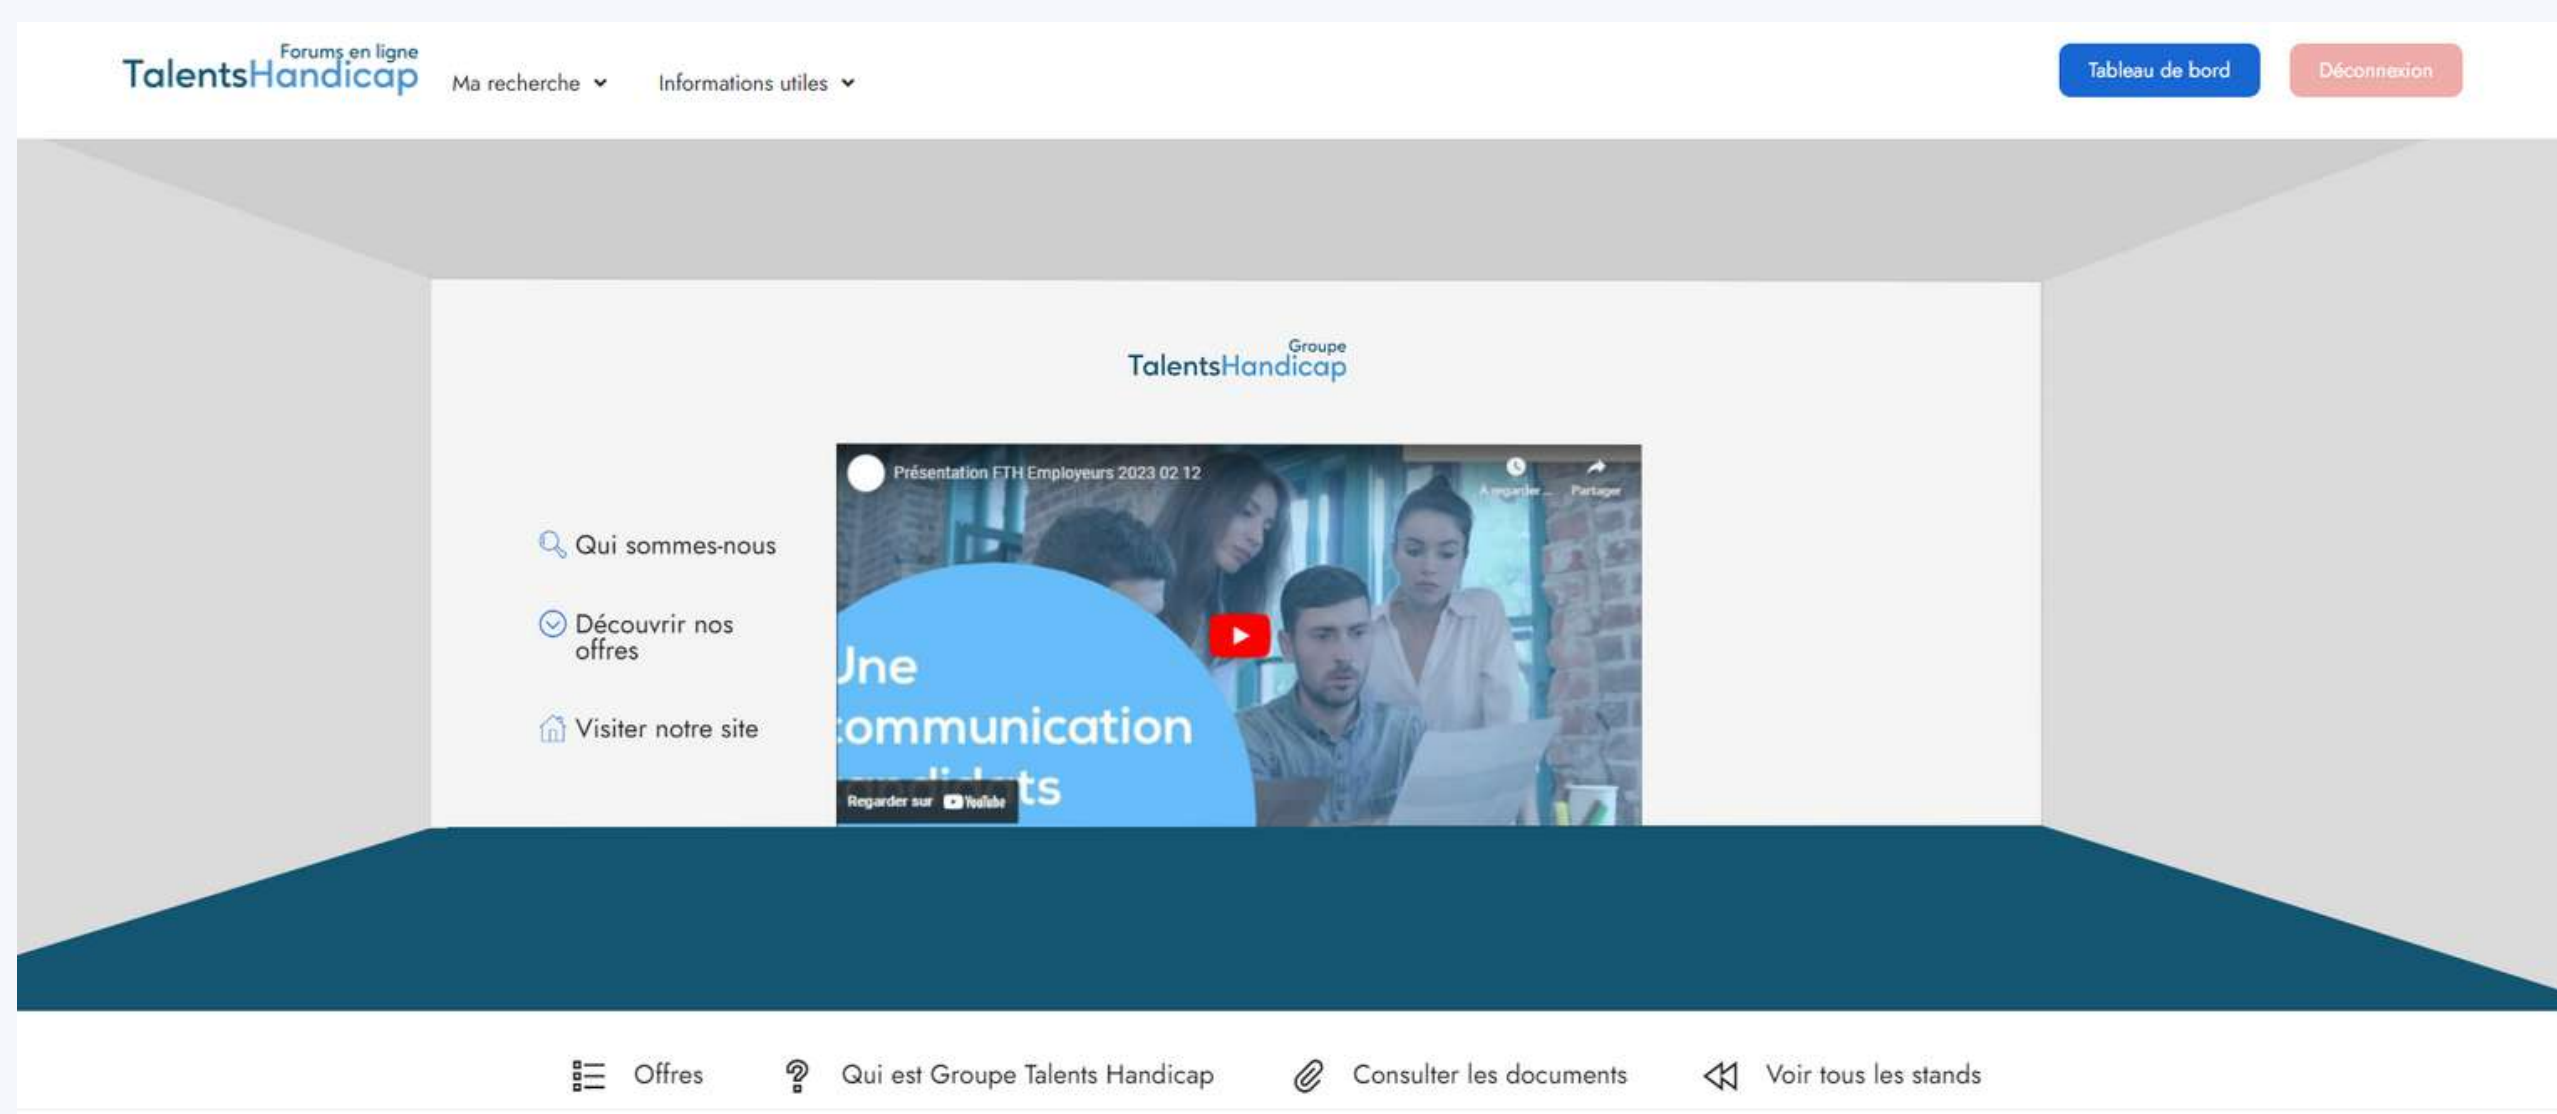 Forums en ligne
TalentsHandicap
Ma recherche
Informations utiles
Tableau de bord
Déconnexion
Groupe
TalentsHandicap
Présentation FTH Employeurs 2023 02 12
À regarder...
Partager
Qui sommes-nous
Découvrir nos
offres
Visiter notre site
Une
communication
candidats
Regarder sur YouTube
Offres
Qui est Groupe Talents Handicap
Consulter les documents
Voir tous les stands